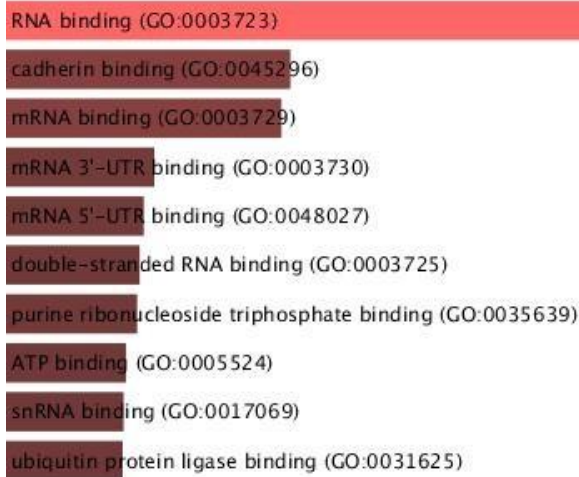 RNA binding (GO:0003723)
cadherin binding (GO:0045296)
mRNA binding (GO:0003729)
mRNA 3'-UTR binding (GO:0003730)
mRNA 5'-UTR binding (GO:0048027)
double-stranded RNA binding (GO:0003725)
purine ribonucleoside triphosphate binding (GO:0035639)
ATP binding (GO:0005524)
snRNA binding (GO:0017069)
ubiquitin protein ligase binding (GO:0031625)